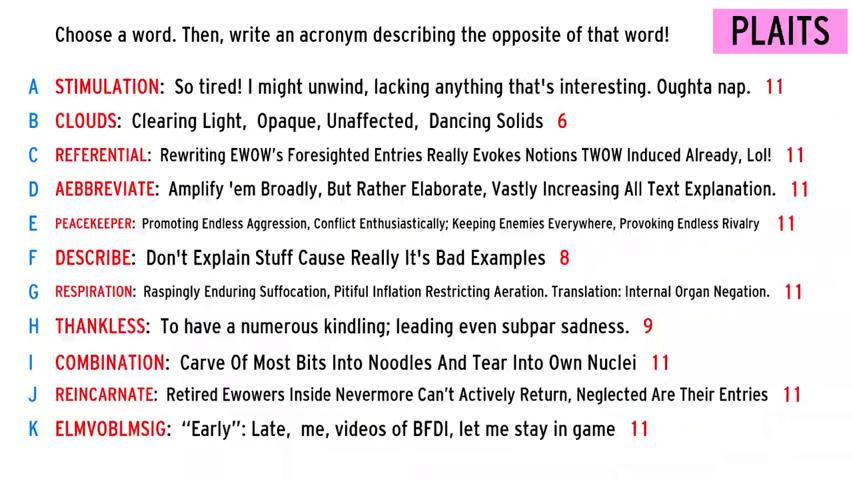 Choose a word. Then, write an acronym describing the opposite of that word!
PLAITS
A STIMULATION: So tired! I might unwind, lacking anything that's interesting. Oughta nap. 11
B CLOUDS: Clearing Light, Opaque, Unaffected, Dancing Solids 6
C REFERENTIAL: Rewriting EWOW's Foresighted Entries Really Evokes Notions TWOW Induced Already, Lol! 11
D AEBBREVIATE: Amplify 'em Broadly, But Rather Elaborate, Vastly Increasing All Text Explanation. 11
E PEACEKEEPER: Promoting Endless Aggression, Conflict Enthusiastically; Keeping Enemies Everywhere, Provoking Endless Rivalry 11
F DESCRIBE: Don't Explain Stuff Cause Really It's Bad Examples 8
G RESPIRATION: Raspingly Enduring Suffocation, Pitiful Inflation Restricting Aeration. Translation: Internal Organ Negation. 11
H THANKLESS: To have a numerous kindling; leading even subpar sadness. 9
I COMBINATION: Carve Of Most Bits Into Noodles And Tear Into Own Nuclei 11
J REINCARNATE: Retired Ewowers Inside Nevermore Can't Actively Return, Neglected Are Their Entries 11
K ELMVOBLMSIG: “Early”: Late, me, videos of BFDI, let me stay in game 11